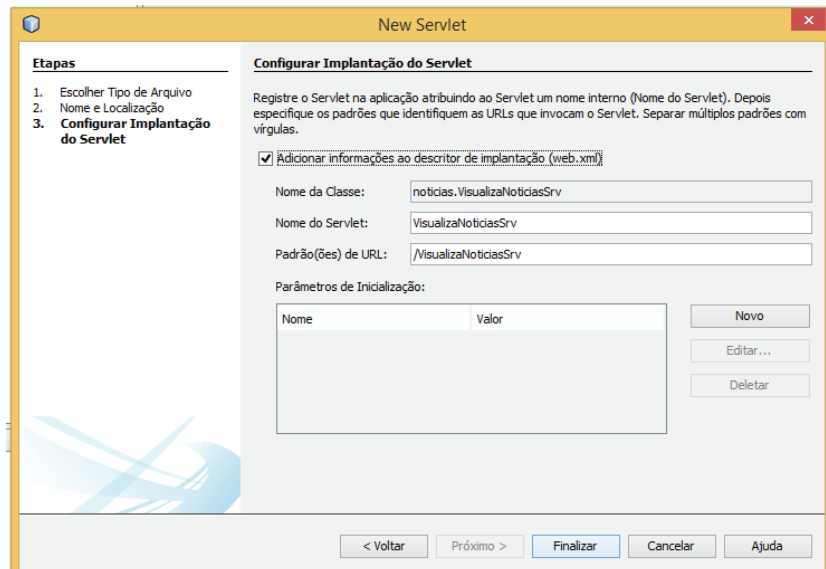 New Servlet
Etapas
1. Escolher Tipo de Arquivo
2. Nome e Localização
3. Configurar Implantação
do Servlet
Configurar Implantação do Servlet
Registre o Servlet na aplicação atribuindo ao Servlet um nome interno (Nome do Servlet). Depois
especifique os padrões que identifiquem as URLs que invocam o Servlet. Separar múltiplos padrões com
vírgulas.
Adicionar informações ao descritor de implantação (web.xml)
Nome da Classe: noticias.VisualizaNoticiasSrv
Nome do Servlet: VisualizaNoticiasSrv
Padrão(ões) de URL: /VisualizaNoticiasSrv
Parâmetros de Inicialização:
Nome Valor
Novo
Editar...
Deletar
< Voltar Próximo > Finalizar Cancelar Ajuda